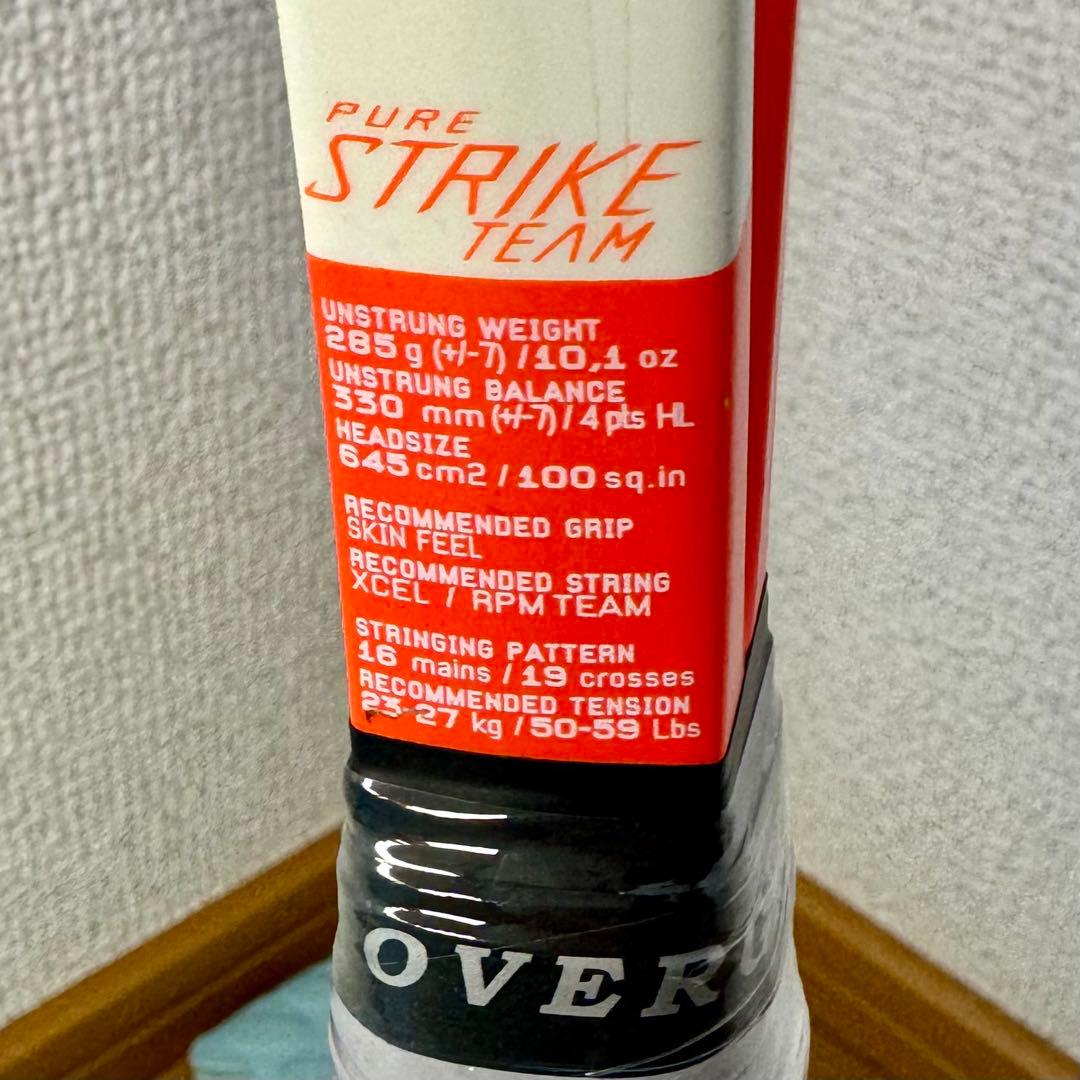 PURE
STRIKE
TEAM
UNSTRUNG WEIGHT
285 g (+/-7) / 10,1 oz
UNSTRUNG BALANCE
330 mm (+/-7) / 4 pts HL
HEADSIZE
645 cm2 / 100 sq.in
RECOMMENDED GRIP
SKIN FEEL
RECOMMENDED STRING
XCEL / RPM TEAM
STRINGING PATTERN
16 mains / 19 crosses
RECOMMENDED TENSION
23-27 kg / 50-59 Lbs